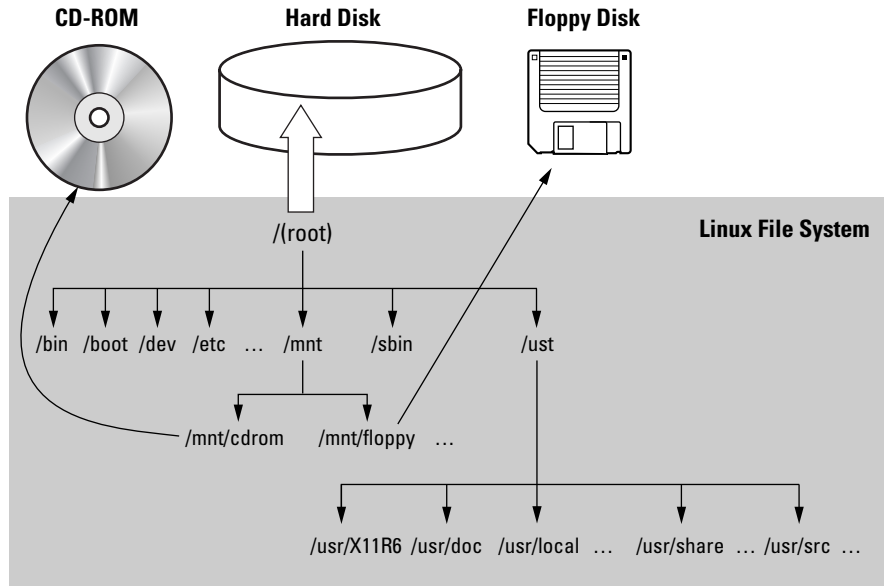 CD-ROM Hard Disk Floppy Disk
Linux File System
/(root)
/bin /boot /dev /etc ... /mnt /sbin /ust
/mnt/cdrom /mnt/floppy ...
/usr/X11R6 /usr/doc /usr/local ... /usr/share ... /usr/src ...